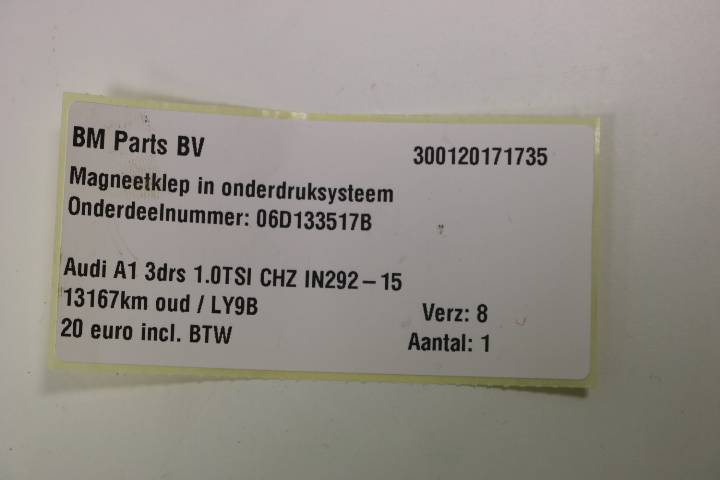 BM Parts BV
300120171735
Magneetklep in onderdruksysteem
Onderdeelnummer: 06D133517B
Audi A1 3drs 1.0TSI CHZ IN292-15
13167km oud / LY9B
Verz: 8
20 euro incl. BTW
Aantal: 1